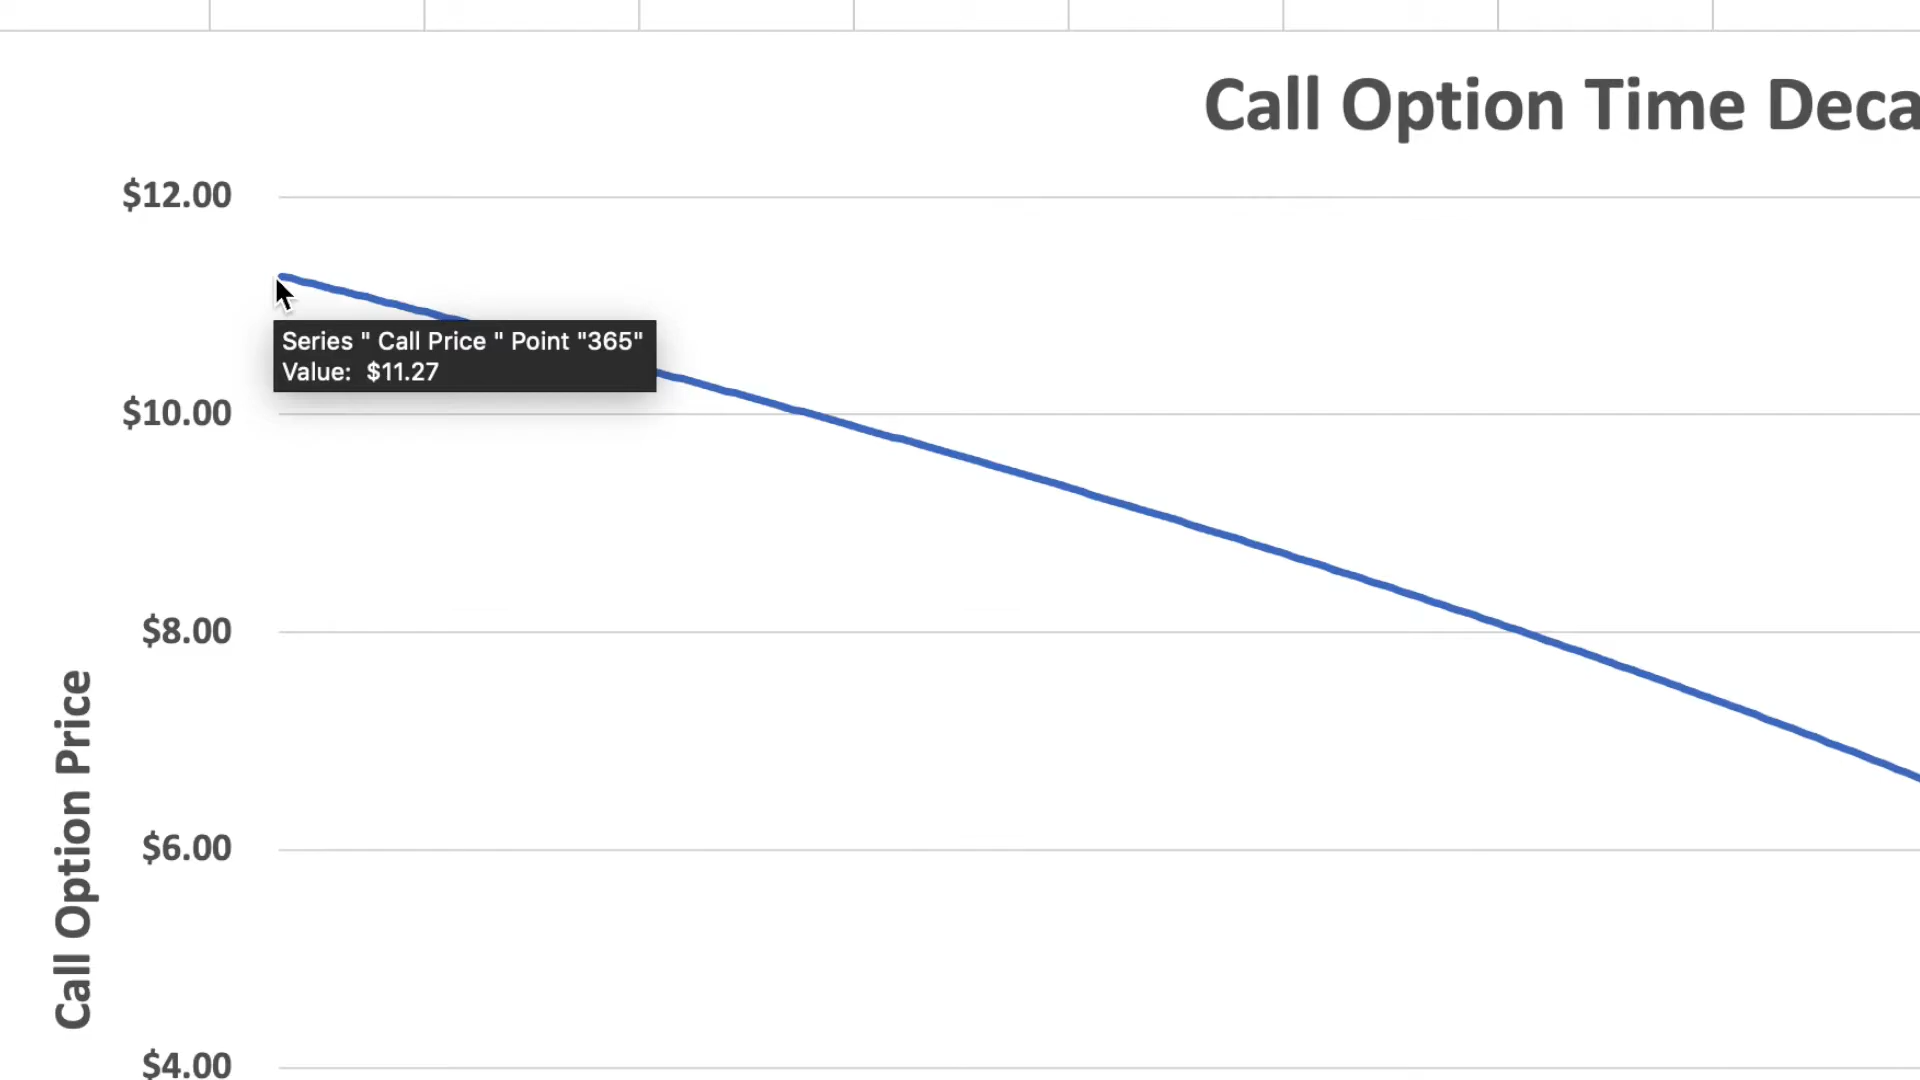 Call Option Time Deca
$12.00
Series " Call Price " Point "365"
Value: $11.27
$10.00
$8.00
$6.00
$4.00
Call Option Price